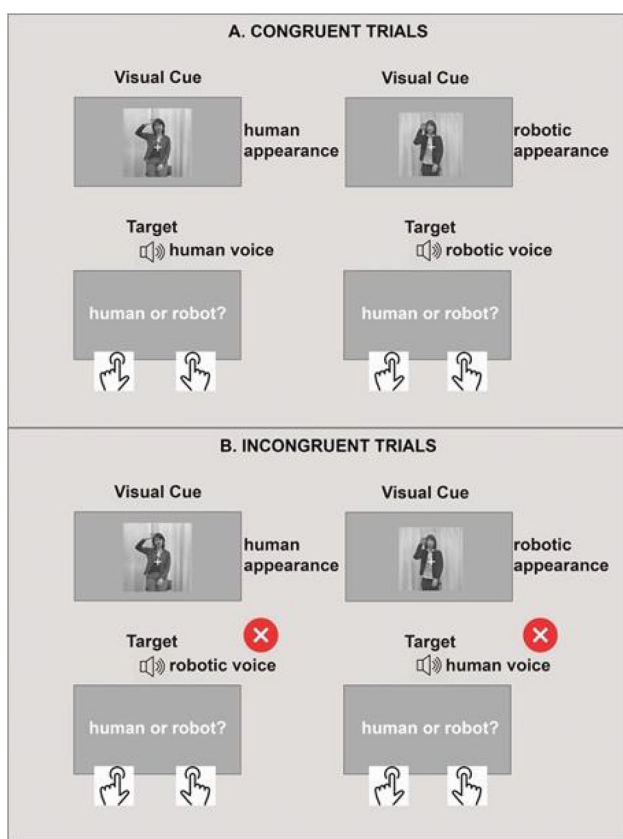 A. CONGRUENT TRIALS
Visual Cue
Visual Cue
human
appearance
robotic
appearance
Target
human voice
Target
robotic voice
human or robot?
human or robot?
B. INCONGRUENT TRIALS
Visual Cue
Visual Cue
human
appearance
robotic
appearance
Target
robotic voice
Target
human voice
human or robot?
human or robot?